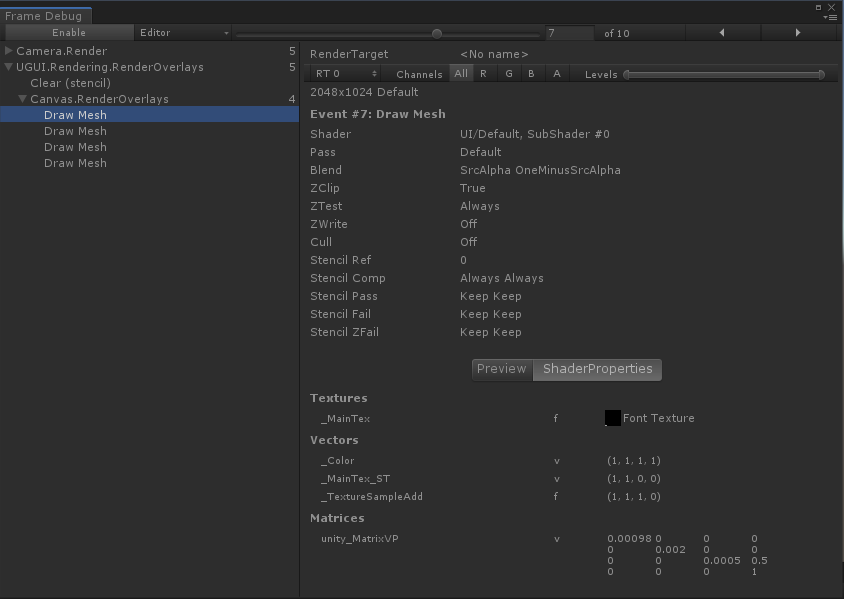 Frame Debug
Enable Editor 7 of 10
Camera.Render 5
UGUI.Rendering.RenderOverlays 5
Clear (stencil)
Canvas.RenderOverlays 4
Draw Mesh
Draw Mesh
Draw Mesh
Draw Mesh
RenderTarget <No name>
RT 0 Channels All R G B A Levels
2048x1024 Default
Event #7: Draw Mesh
Shader UI/Default, SubShader #0
Pass Default
Blend SrcAlpha OneMinusSrcAlpha
ZClip True
ZTest Always
ZWrite Off
Cull Off
Stencil Ref 0
Stencil Comp Always Always
Stencil Pass Keep Keep
Stencil Fail Keep Keep
Stencil ZFail Keep Keep
Preview ShaderProperties
Textures
_MainTex f Font Texture
Vectors
_Color v (1, 1, 1, 1)
_MainTex_ST v (1, 1, 0, 0)
_TextureSampleAdd f (1, 1, 1, 0)
Matrices
unity_MatrixVP v 0.00098 0 0 0
0 0.002 0 0
0 0 0.0005 0.5
0 0 0 1